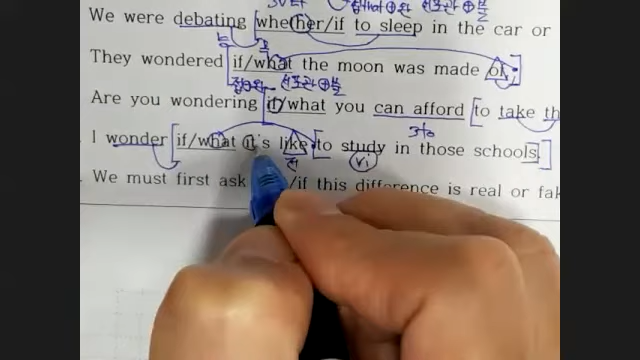 We were debating [whether/if to sleep in the car or
They wondered [if/what the moon was made of.]
Are you wondering [if/what you can afford [to take th
I wonder [if/what it's like [to study in those schools.]
We must first ask /if this difference is real or fak